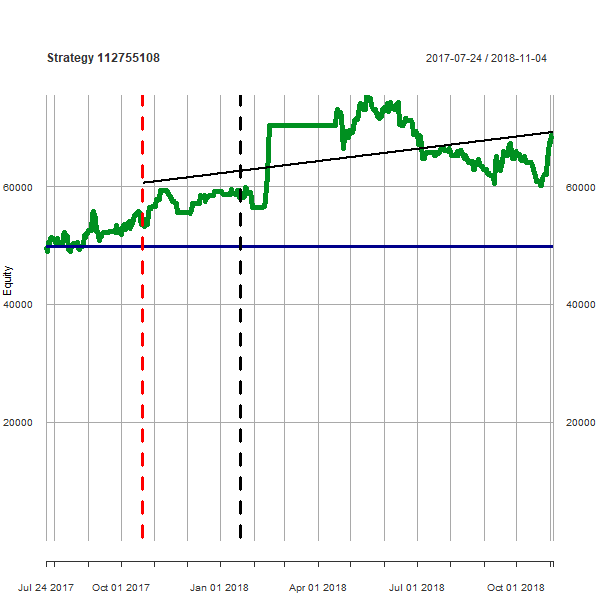 Strategy 112755108
2017-07-24 / 2018-11-04
60000
60000
Equity
40000
40000
20000
20000
Jul 24 2017
Oct 01 2017
Jan 01 2018
Apr 01 2018
Jul 01 2018
Oct 01 2018